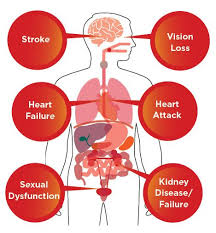 Stroke
Vision
Loss
Heart
Failure
Heart
Attack
Sexual
Dysfunction
Kidney
Disease/
Failure